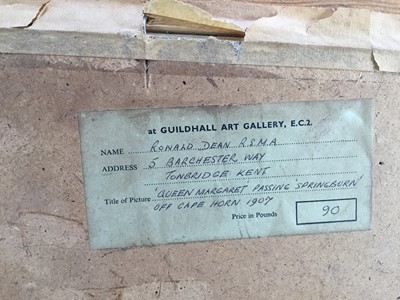 at GUILDHALL ART GALLERY, E.C.2.
NAME RONALD DEAN R.S.M.A
ADDRESS 5 BARCHESTER WAY
TONBRIDGE KENT
Title of Picture 'QUEEN MARGARET PASSING 'SPRINGBURN'
OFF CAPE HORN 1907
Price in Pounds 90